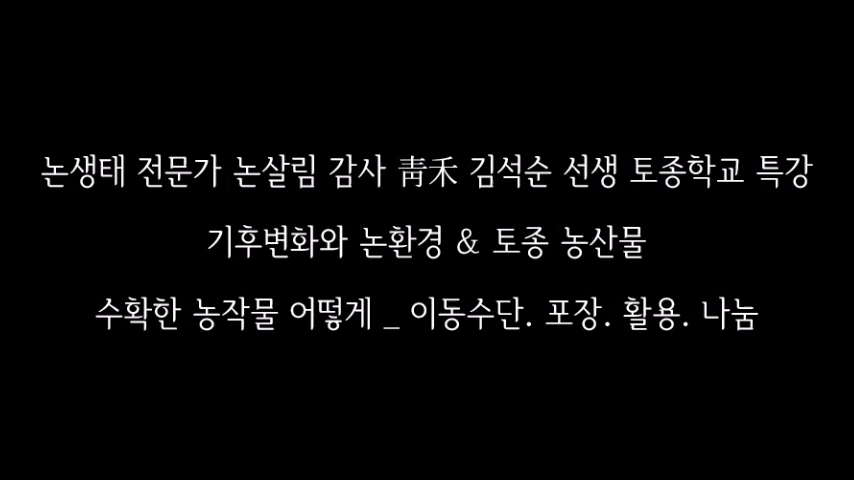 논생태 전문가 논살림 감사 靑禾 김석순 선생 토종학교 특강
기후변화와 논환경 & 토종 농산물
수확한 농작물 어떻게 _ 이동수단. 포장. 활용. 나눔